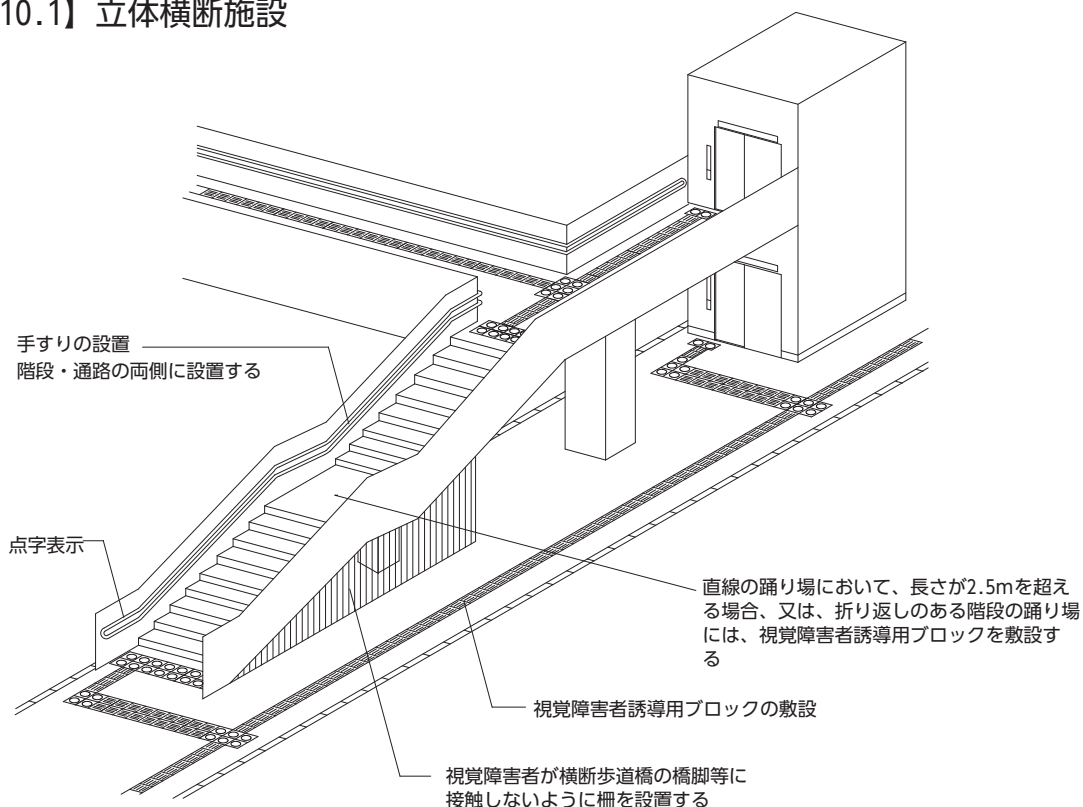 10.1】立体横断施設
手すりの設置
階段・通路の両側に設置する
点字表示
直線の踊り場において、長さが2.5mを超え
る場合、又は、折り返しのある階段の踊り場
には、視覚障害者誘導用ブロックを敷設す
る
視覚障害者誘導用ブロックの敷設
視覚障害者が横断歩道橋の橋脚等に
接触しないように柵を設置する